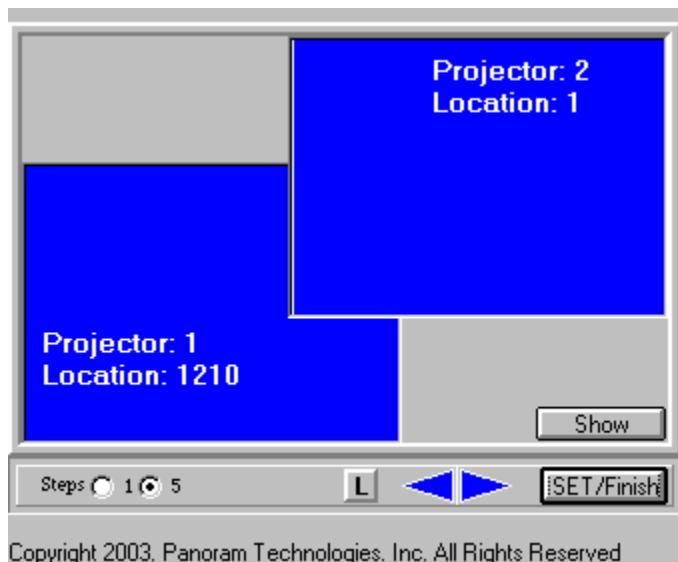 Projector: 2
Location: 1
Projector: 1
Location: 1210
Show
Steps 1 5 L SET/Finish
Copyright 2003. Panoram Technologies, Inc. All Rights Reserved